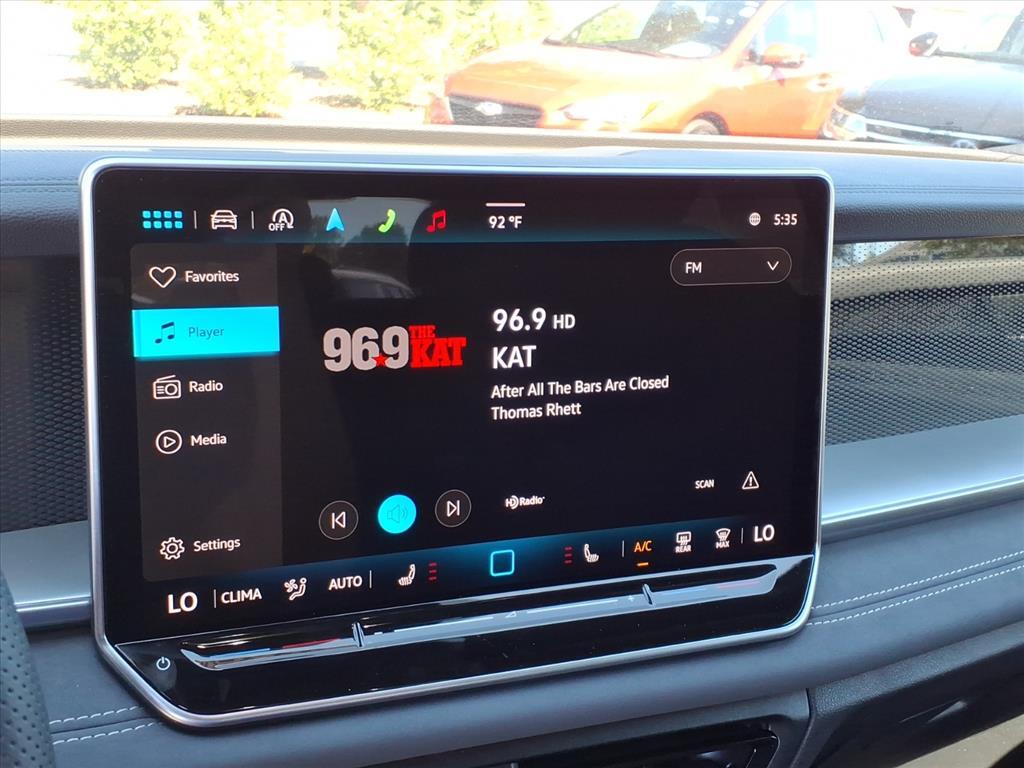 OFF
92 °F
5:35
Favorites
FM
Player
96.9 THE KAT
96.9 HD
KAT
After All The Bars Are Closed
Thomas Rhett
Radio
Media
HD Radio
SCAN
Settings
LO
CLIMA
AUTO
A/C
REAR
MAX
LO